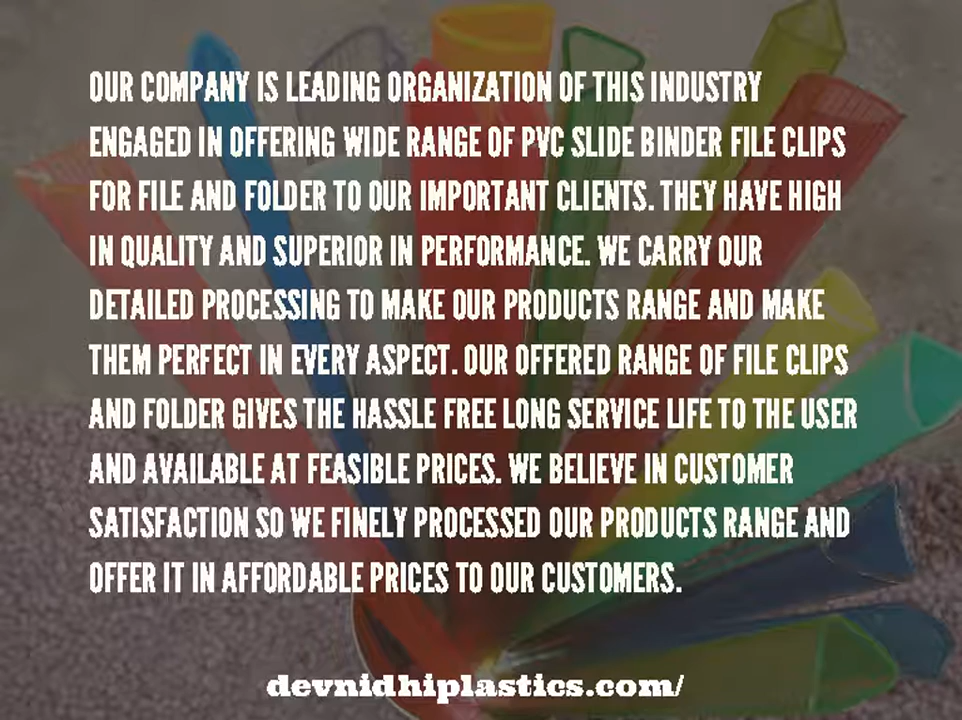 OUR COMPANY IS LEADING ORGANIZATION OF THIS INDUSTRY
ENGAGED IN OFFERING WIDE RANGE OF PVC SLIDE BINDER FILE CLIPS
FOR FILE AND FOLDER TO OUR IMPORTANT CLIENTS. THEY HAVE HIGH
IN QUALITY AND SUPERIOR IN PERFORMANCE. WE CARRY OUR
DETAILED PROCESSING TO MAKE OUR PRODUCTS RANGE AND MAKE
THEM PERFECT IN EVERY ASPECT. OUR OFFERED RANGE OF FILE CLIPS
AND FOLDER GIVES THE HASSLE FREE LONG SERVICE LIFE TO THE USER
AND AVAILABLE AT FEASIBLE PRICES. WE BELIEVE IN CUSTOMER
SATISFACTION SO WE FINELY PROCESSED OUR PRODUCTS RANGE AND
OFFER IT IN AFFORDABLE PRICES TO OUR CUSTOMERS.
devnidhiplastics.com/